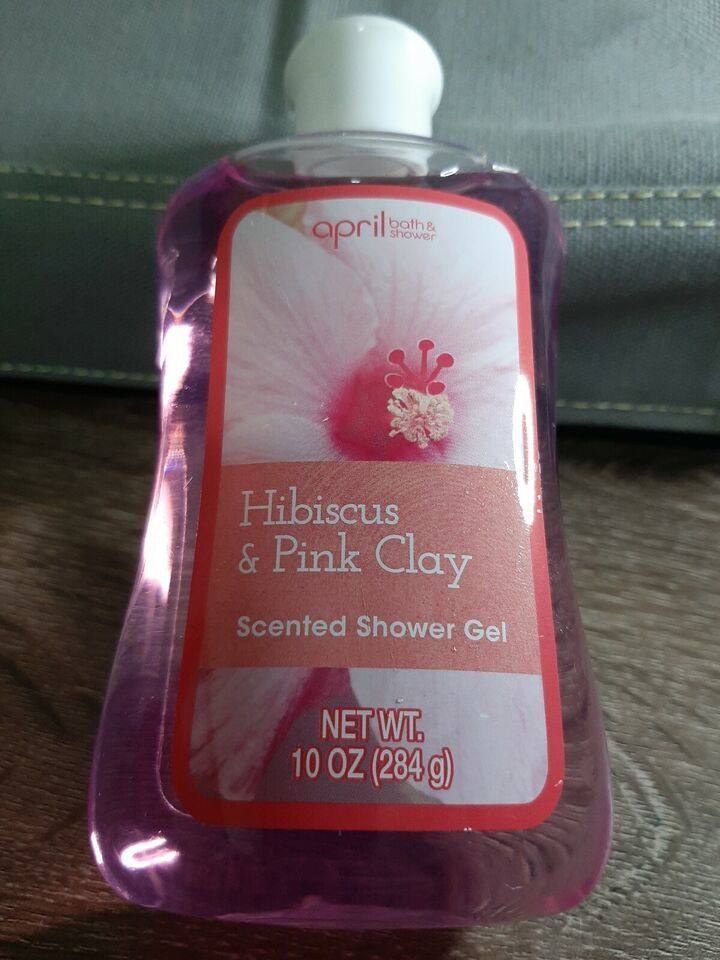 april bath & shower
Hibiscus
& Pink Clay
Scented Shower Gel
NET WT.
10 OZ (284 g)